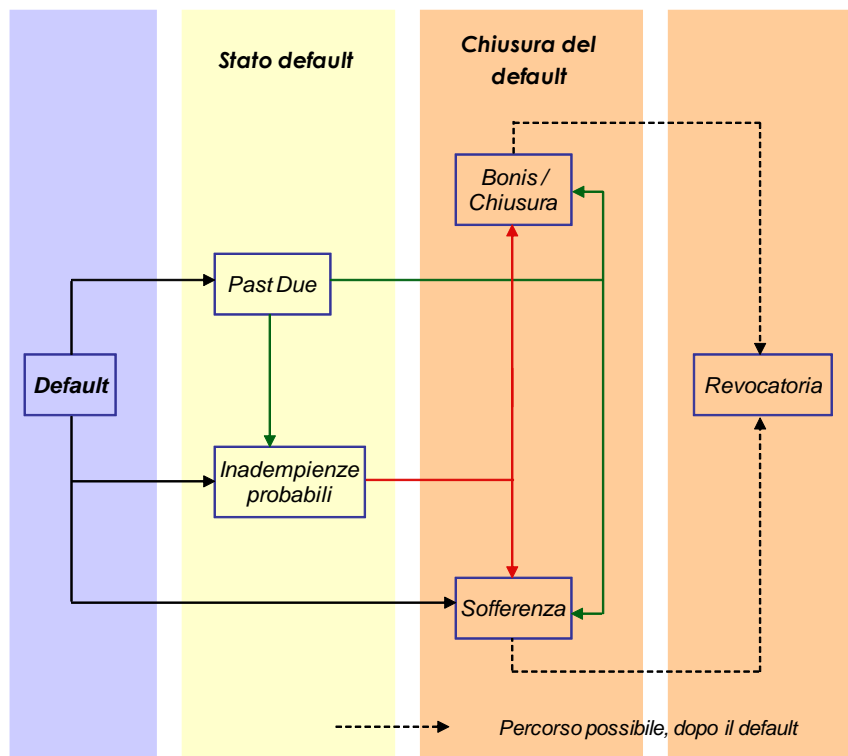 Stato default
Chiusura del
default
Bonis /
Chiusura
Past Due
Default
Revocatoria
Inadempienze
probabili
Sofferenza
Percorso possibile, dopo il default